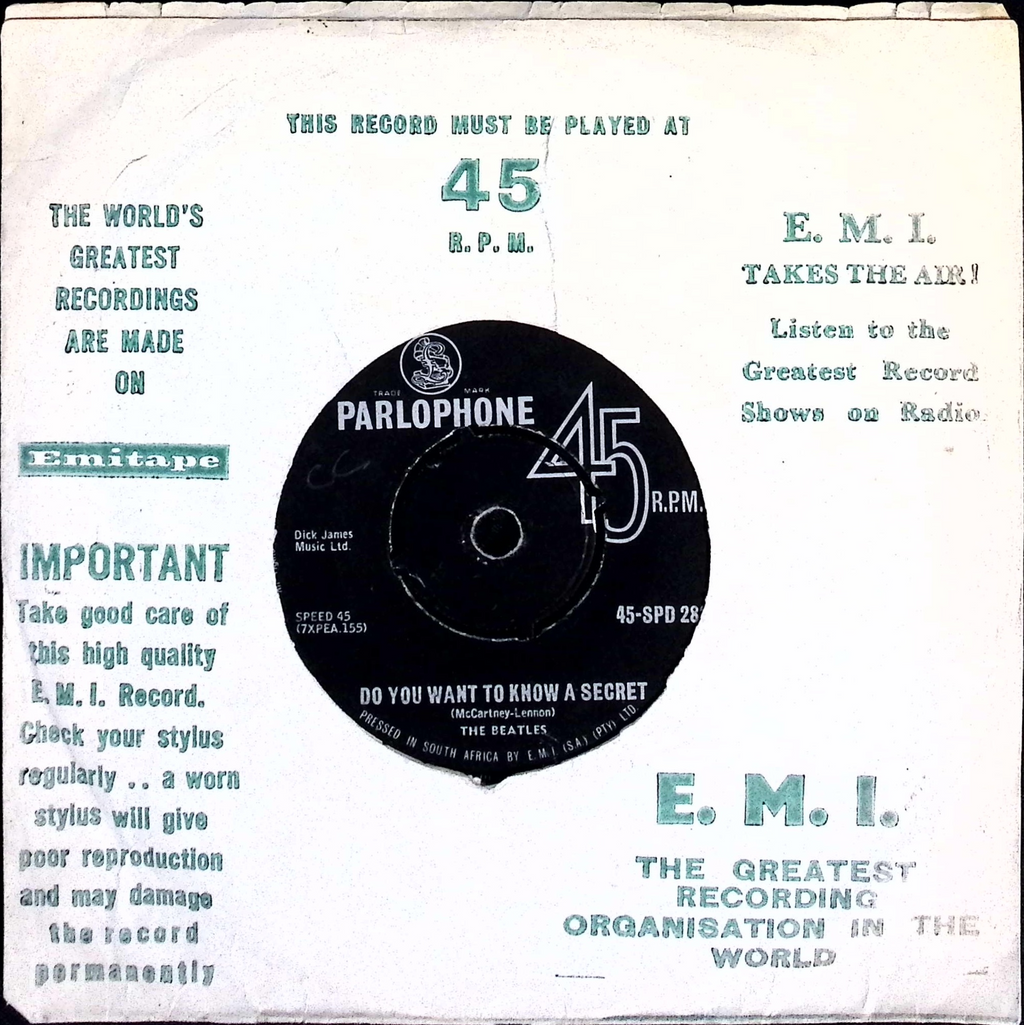 THIS RECORD MUST BE PLAYED AT
45
R. P. M.
THE WORLD'S
GREATEST
RECORDINGS
ARE MADE
ON
Emitape
E. M. I.
TAKES THE AIR!
Listen to the
Greatest Record
Shows on Radio
IMPORTANT
Take good care of
this high quality
E. M. I. Record.
Check your stylus
regularly .. a worn
stylus will give
poor reproduction
and may damage
the record
permanently
£
TRADE MARK
PARLOPHONE
45
R.P.M.
CC.
Dick James
Music Ltd.
SPEED 45
(7XPEA.155)
45-SPD
DO YOU WANT TO KNOW A SECRET
(McCartney-Lennon)
THE BEATLES
PRESSED IN SOUTH AFRICA BY E.M.I. (S.A.) (PTY) LTD.
E. M. I.
THE GREATEST
RECORDING
ORGANISATION IN THE
WORLD